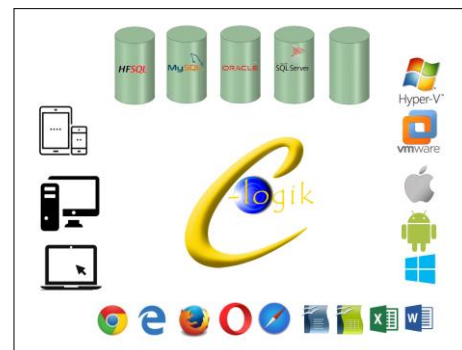 HFSQL
MySQL
ORACLE
SQL Server
Hyper-V
vmware
C-logik